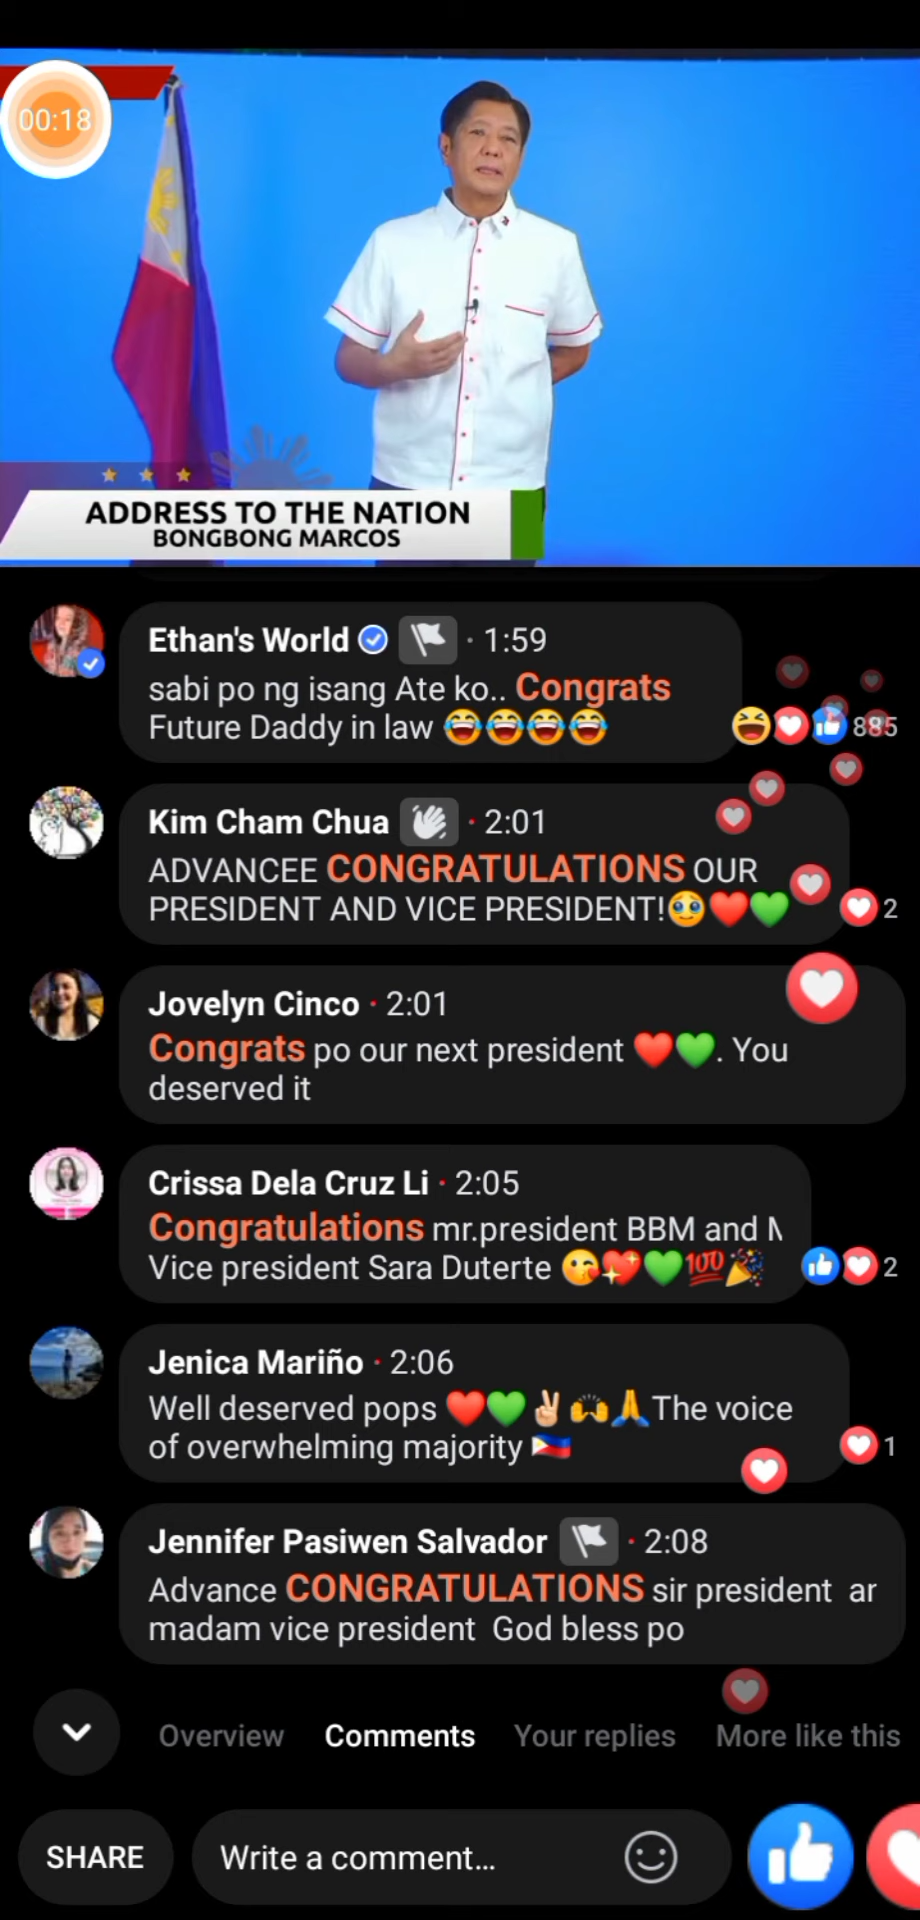 00:18
ADDRESS TO THE NATION
BONGBONG MARCOS
Ethan's World · 1:59
sabi po ng isang Ate ko.. Congrats
Future Daddy in law 😂😂😂😂
885
Kim Cham Chua · 2:01
ADVANCEE CONGRATULATIONS OUR
PRESIDENT AND VICE PRESIDENT!🥹❤️💚
2
Jovelyn Cinco · 2:01
Congrats po our next president ❤️💚. You
deserved it
Crissa Dela Cruz Li · 2:05
Congratulations mr.president BBM and
Vice president Sara Duterte 😘💖💚💯🎉
2
Jenica Mariño · 2:06
Well deserved pops ❤️💚✌🏼🙌🙏The voice
of overwhelming majority 🇵🇭
1
Jennifer Pasiwen Salvador · 2:08
Advance CONGRATULATIONS sir president ar
madam vice president God bless po
Overview Comments Your replies More like this
SHARE Write a comment...